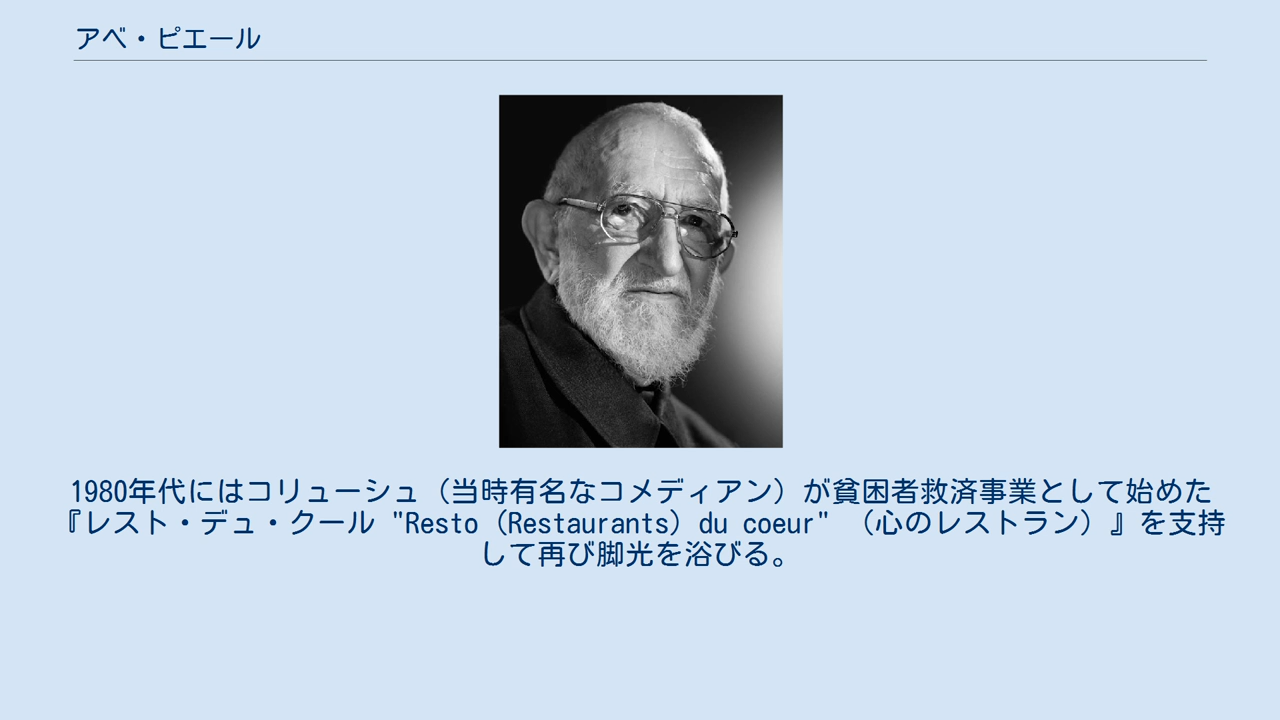 アベ・ピエール
1980年代にはコリューシュ（当時有名なコメディアン）が貧困者救済事業として始めた
『レスト・デュ・クール "Resto（Restaurants）du coeur" （心のレストラン）』を支持
して再び脚光を浴びる。